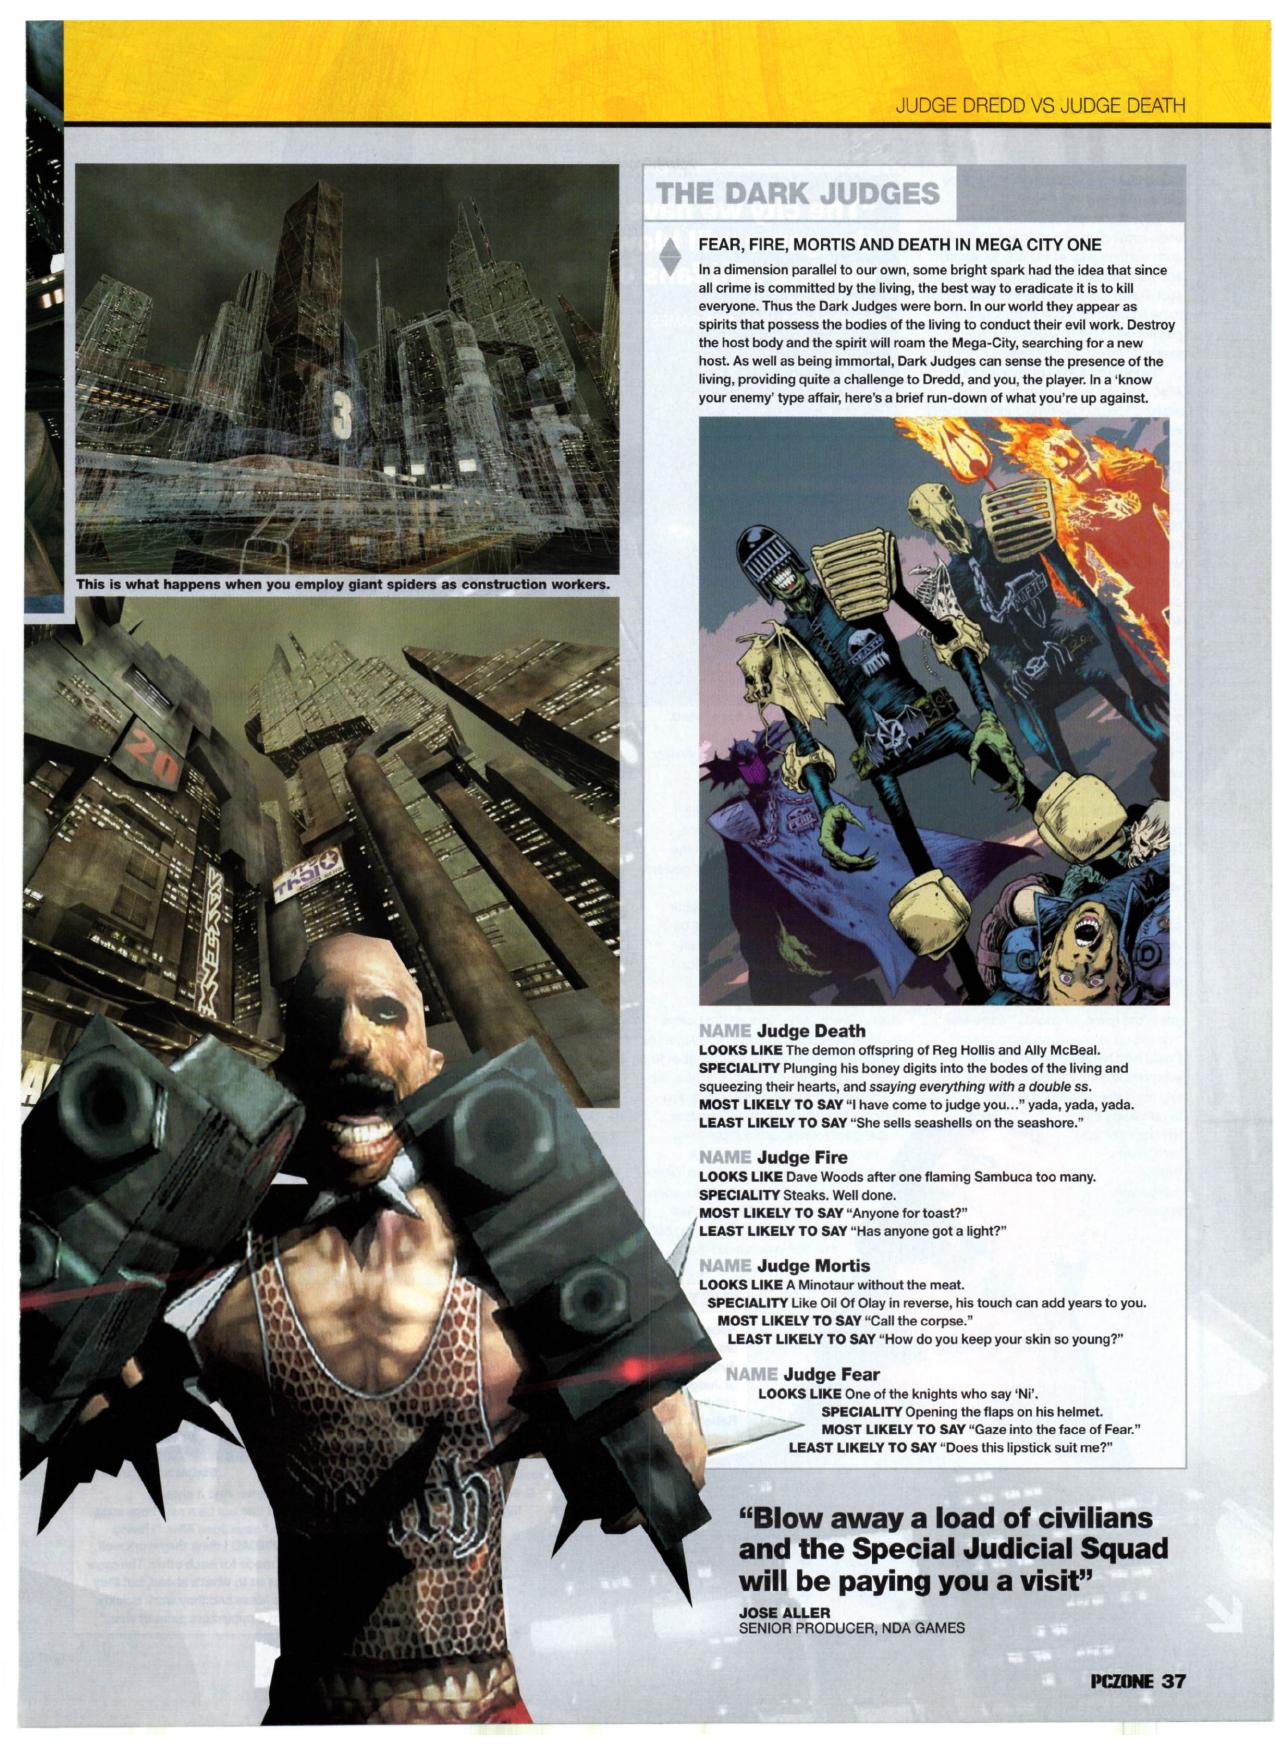 JUDGE DREDD VS JUDGE DEATH
3
This is what happens when you employ giant spiders as construction workers.
20
Thai
THE DARK JUDGES
FEAR, FIRE, MORTIS AND DEATH IN MEGA CITY ONE
In a dimension parallel to our own, some bright spark had the idea that since
all crime is committed by the living, the best way to eradicate it is to kill
everyone. Thus the Dark Judges were born. In our world they appear as
spirits that possess the bodies of the living to conduct their evil work. Destroy
the host body and the spirit will roam the Mega-City, searching for a new
host. As well as being immortal, Dark Judges can sense the presence of the
living, providing quite a challenge to Dredd, and you, the player. In a ‘know
your enemy’ type affair, here’s a brief run-down of what you’re up against.
DEATH
FEAR
NAME Judge Death
LOOKS LIKE The demon offspring of Reg Hollis and Ally McBeal.
SPECIALITY Plunging his boney digits into the bodes of the living and
squeezing their hearts, and ssaying everything with a double ss.
MOST LIKELY TO SAY “I have come to judge you...” yada, yada, yada.
LEAST LIKELY TO SAY “She sells seashells on the seashore.”
NAME Judge Fire
LOOKS LIKE Dave Woods after one flaming Sambuca too many.
SPECIALITY Steaks. Well done.
MOST LIKELY TO SAY “Anyone for toast?”
LEAST LIKELY TO SAY “Has anyone got a light?”
NAME Judge Mortis
LOOKS LIKE A Minotaur without the meat.
SPECIALITY Like Oil Of Olay in reverse, his touch can add years to you.
MOST LIKELY TO SAY “Call the corpse.”
LEAST LIKELY TO SAY “How do you keep your skin so young?”
NAME Judge Fear
LOOKS LIKE One of the knights who say ‘Ni’.
SPECIALITY Opening the flaps on his helmet.
MOST LIKELY TO SAY “Gaze into the face of Fear.”
LEAST LIKELY TO SAY “Does this lipstick suit me?”
“Blow away a load of civilians
and the Special Judicial Squad
will be paying you a visit”
JOSE ALLER
SENIOR PRODUCER, NDA GAMES
PCZONE 37